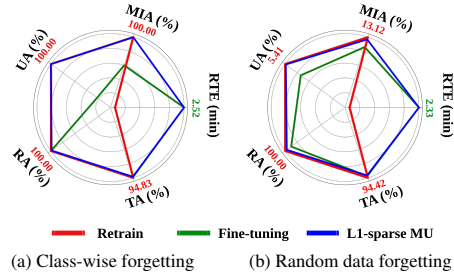 MIA (%)
100.00
UA (%)
100.00
RTE (min)
2.52
RA (%)
100.00
TA (%)
94.83
MIA (%)
13.12
UA (%)
5.41
RTE (min)
2.33
RA (%)
100.00
TA (%)
94.42
Retrain Fine-tuning L1-sparse MU
(a) Class-wise forgetting (b) Random data forgetting